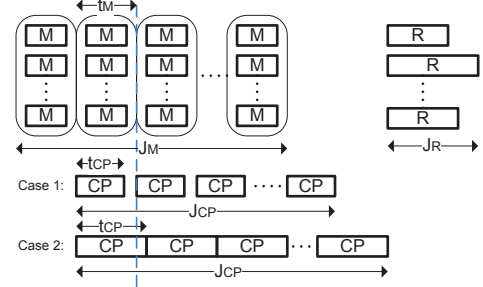 tM
M M M M R
M M M .... M R
M M M M R
JM JR
tCP
Case 1: CP CP CP .... CP
JCP
tCP
Case 2: CP CP CP ... CP
JCP